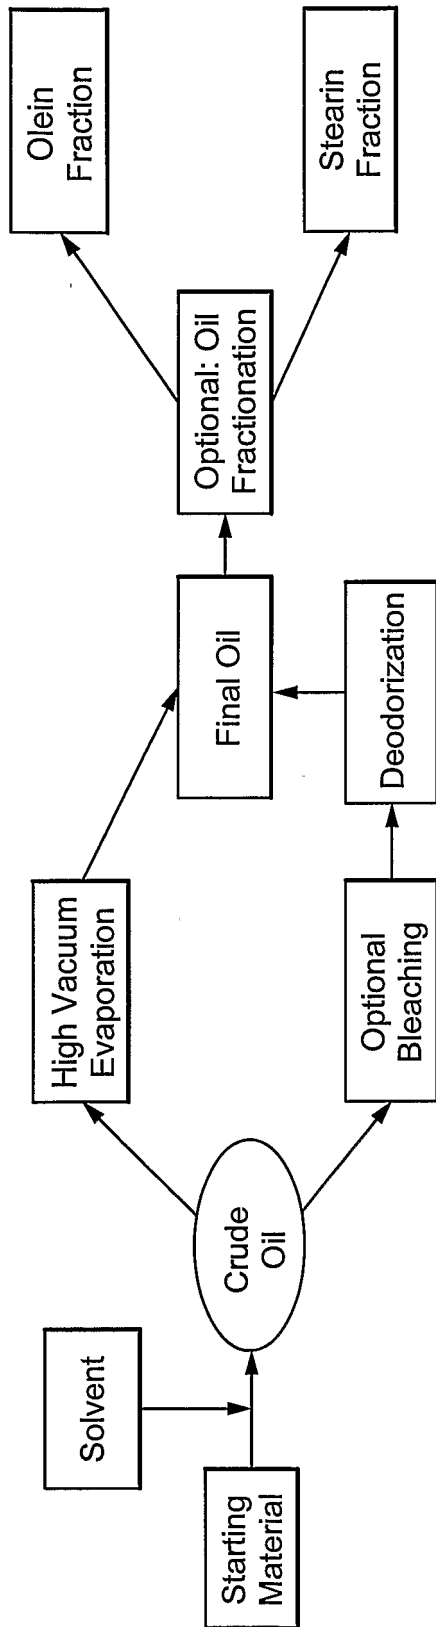 Solvent
Starting
Material
Crude
Oil
High Vacuum
Evaporation
Optional
Bleaching
Deodorization
Final Oil
Optional: Oil
Fractionation
Olein
Fraction
Stearin
Fraction